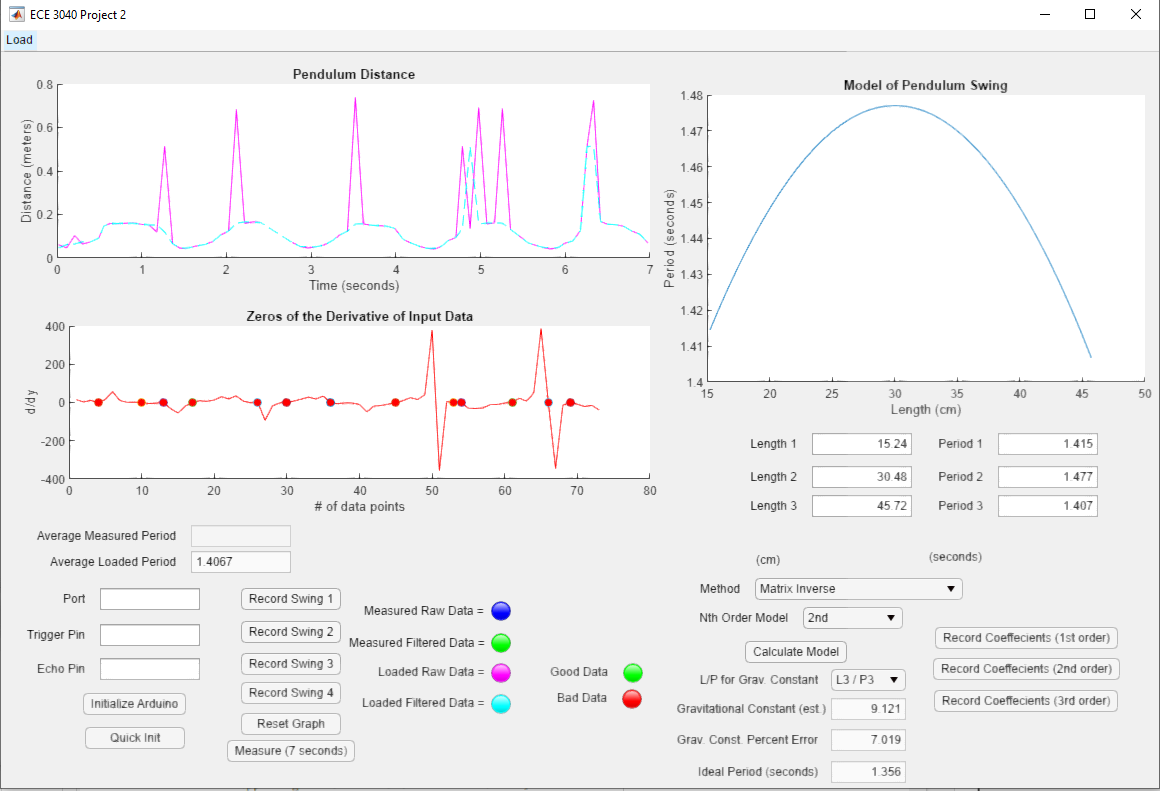 ECE 3040 Project 2
Load
Pendulum Distance
0.8
0.6
0.4
0.2
0
Distance (meters)
0 1 2 3 4 5 6 7
Time (seconds)
Model of Pendulum Swing
1.48
1.47
1.46
1.45
1.44
1.43
1.42
1.41
1.4
Period (seconds)
15 20 25 30 35 40 45 50
Length (cm)
Zeros of the Derivative of Input Data
400
200
0
-200
-400
d/dy
0 10 20 30 40 50 60 70 80
# of data points
Length 1 15.24 Period 1 1.415
Length 2 30.48 Period 2 1.477
Length 3 45.72 Period 3 1.407
(cm) (seconds)
Average Measured Period
Average Loaded Period 1.4067
Port
Trigger Pin
Echo Pin
Initialize Arduino
Quick Init
Record Swing 1
Record Swing 2
Record Swing 3
Record Swing 4
Reset Graph
Measure (7 seconds)
Measured Raw Data =
Measured Filtered Data =
Loaded Raw Data =
Loaded Filtered Data =
Good Data
Bad Data
Method Matrix Inverse
Nth Order Model 2nd
Calculate Model
L/P for Grav. Constant L3 / P3
Gravitational Constant (est.) 9.121
Grav. Const. Percent Error 7.019
Ideal Period (seconds) 1.356
Record Coeffecients (1st order)
Record Coeffecients (2nd order)
Record Coeffecients (3rd order)